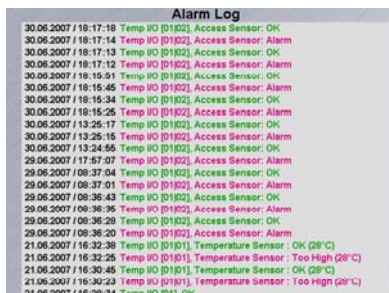 Alarm Log
30.06.2007 / 18:17:18 Temp I/O [01|02], Access Sensor: OK
30.06.2007 / 18:17:14 Temp I/O [01|02], Access Sensor: Alarm
30.06.2007 / 18:17:13 Temp I/O [01|02], Access Sensor: OK
30.06.2007 / 18:17:12 Temp I/O [01|02], Access Sensor: Alarm
30.06.2007 / 18:15:51 Temp I/O [01|02], Access Sensor: OK
30.06.2007 / 18:15:45 Temp I/O [01|02], Access Sensor: Alarm
30.06.2007 / 18:15:34 Temp I/O [01|02], Access Sensor: OK
30.06.2007 / 18:15:25 Temp I/O [01|02], Access Sensor: Alarm
30.06.2007 / 13:25:17 Temp I/O [01|02], Access Sensor: OK
30.06.2007 / 13:25:15 Temp I/O [01|02], Access Sensor: Alarm
30.06.2007 / 13:24:55 Temp I/O [01|02], Access Sensor: OK
29.06.2007 / 17:57:07 Temp I/O [01|02], Access Sensor: Alarm
29.06.2007 / 08:37:04 Temp I/O [01|02], Access Sensor: OK
29.06.2007 / 08:37:01 Temp I/O [01|02], Access Sensor: Alarm
29.06.2007 / 08:36:43 Temp I/O [01|02], Access Sensor: OK
29.06.2007 / 08:36:35 Temp I/O [01|02], Access Sensor: Alarm
29.06.2007 / 08:36:29 Temp I/O [01|02], Access Sensor: OK
29.06.2007 / 08:36:20 Temp I/O [01|02], Access Sensor: Alarm
21.06.2007 / 16:32:38 Temp I/O [01|01], Temperature Sensor : OK (28°C)
21.06.2007 / 16:32:25 Temp I/O [01|01], Temperature Sensor : Too High (28°C)
21.06.2007 / 16:30:45 Temp I/O [01|01], Temperature Sensor : OK (28°C)
21.06.2007 / 16:30:23 Temp I/O [01|01], Temperature Sensor : Too High (28°C)